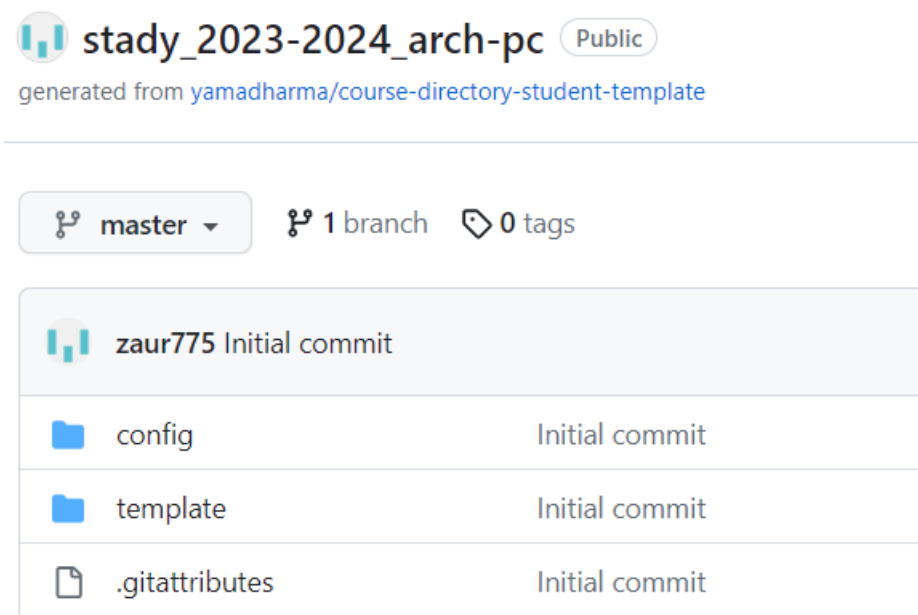 stady_2023-2024_arch-pc Public
generated from yamadharma/course-directory-student-template
master 1 branch 0 tags
zaur775 Initial commit
config Initial commit
template Initial commit
.gitattributes Initial commit